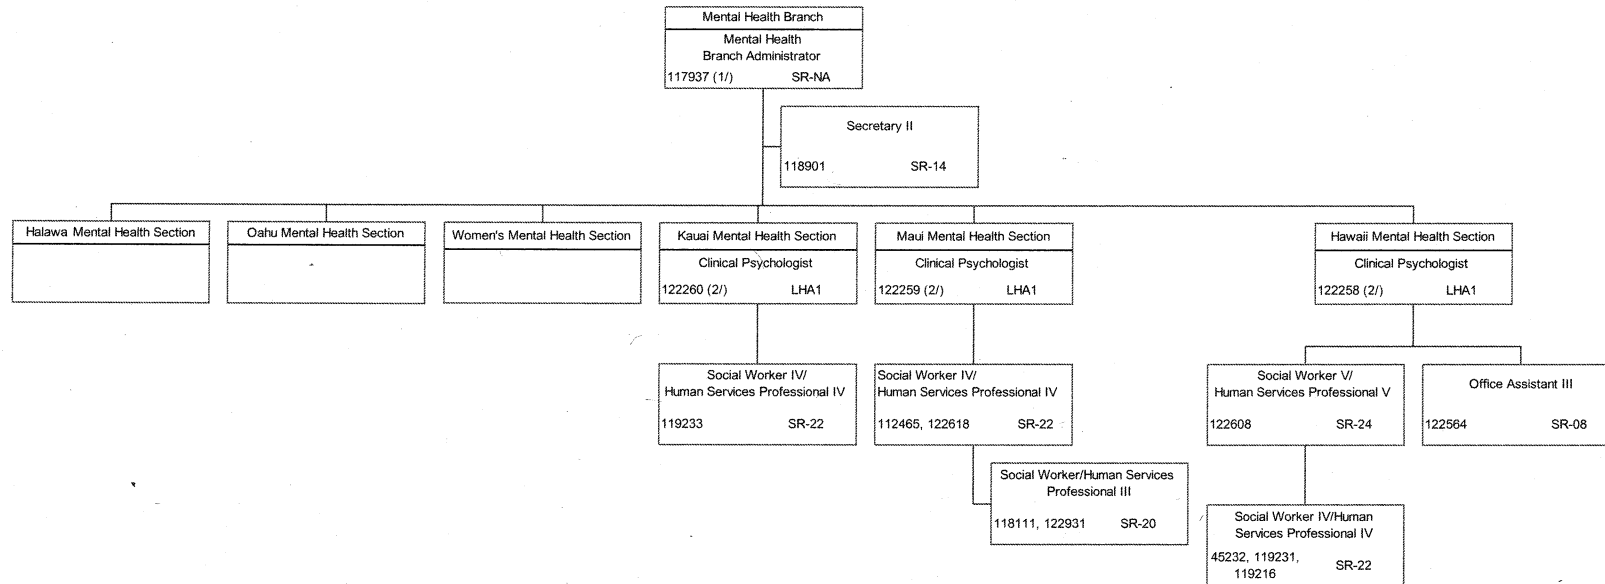 Mental Health Branch
Mental Health
Branch Administrator
117937 (1/) SR-NA
Secretary II
118901 SR-14
Halawa Mental Health Section
Oahu Mental Health Section
Women's Mental Health Section
Kauai Mental Health Section
Clinical Psychologist
122260 (2/) LHA1
Maui Mental Health Section
Clinical Psychologist
122259 (2/) LHA1
Hawaii Mental Health Section
Clinical Psychologist
122258 (2/) LHA1
Social Worker IV/
Human Services Professional IV
119233 SR-22
Social Worker IV/
Human Services Professional IV
112465, 122618 SR-22
Social Worker V/
Human Services Professional V
122608 SR-24
Office Assistant III
122564 SR-08
Social Worker/Human Services
Professional III
118111, 122931 SR-20
Social Worker IV/Human
Services Professional IV
45232, 119231,
119216 SR-22